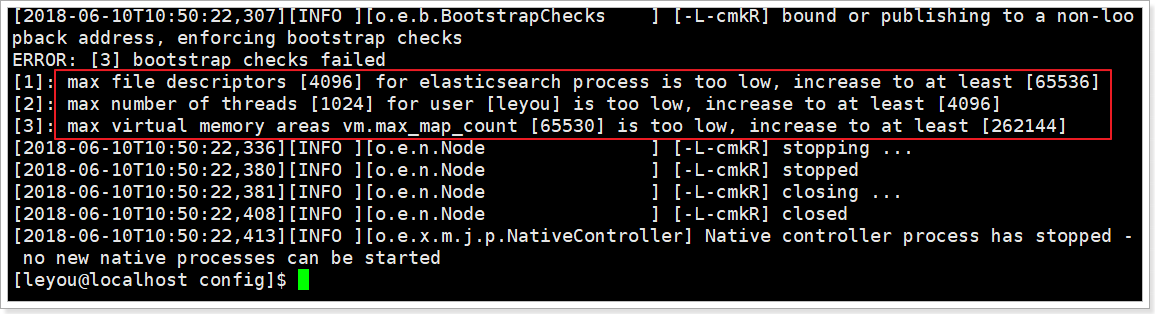 [2018-06-10T10:50:22,307][INFO ][o.e.b.BootstrapChecks    ] [-L-cmkR] bound or publishing to a non-loo
pback address, enforcing bootstrap checks
ERROR: [3] bootstrap checks failed
[1]: max file descriptors [4096] for elasticsearch process is too low, increase to at least [65536]
[2]: max number of threads [1024] for user [leyou] is too low, increase to at least [4096]
[3]: max virtual memory areas vm.max_map_count [65530] is too low, increase to at least [262144]
[2018-06-10T10:50:22,336][INFO ][o.e.n.Node               ] [-L-cmkR] stopping ...
[2018-06-10T10:50:22,380][INFO ][o.e.n.Node               ] [-L-cmkR] stopped
[2018-06-10T10:50:22,381][INFO ][o.e.n.Node               ] [-L-cmkR] closing ...
[2018-06-10T10:50:22,408][INFO ][o.e.n.Node               ] [-L-cmkR] closed
[2018-06-10T10:50:22,413][INFO ][o.e.x.m.j.p.NativeController] Native controller process has stopped -
 no new native processes can be started
[leyou@localhost config]$